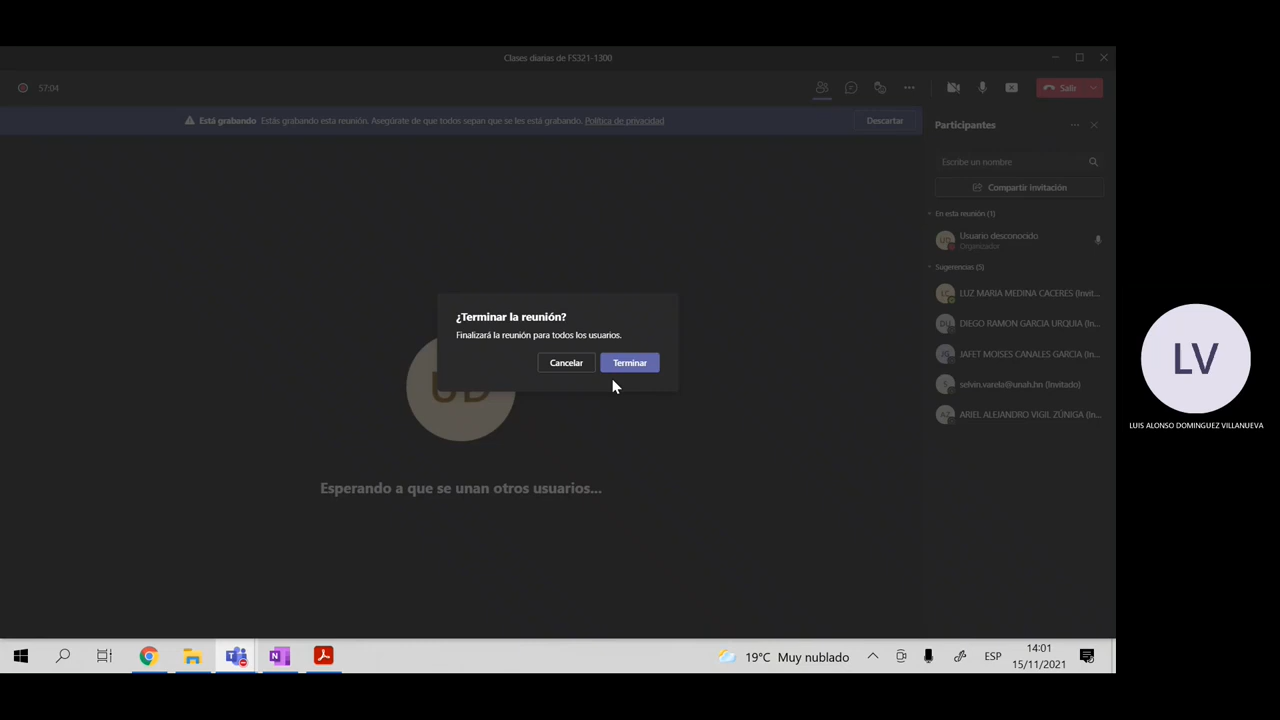 Clases diarias de FS321-1300
57:04
Salir
Está grabando Estás grabando esta reunión. Asegúrate de que todos sepan que se les está grabando. Política de privacidad
Descartar
Participantes
Escribe un nombre
Compartir invitación
En esta reunión (1)
Usuario desconocido
Organizador
Sugerencias (5)
LUZ MARIA MEDINA CACERES (Invit...
DIEGO RAMON GARCIA URQUIA (In...
JAFET MOISES CANALES GARCIA (In...
selvin.varela@unah.hn (Invitado)
ARIEL ALEJANDRO VIGIL ZÚNIGA (In...
¿Terminar la reunión?
Finalizará la reunión para todos los usuarios.
Cancelar
Terminar
UD
Esperando a que se unan otros usuarios...
LV
LUIS ALONSO DOMINGUEZ VILLANUEVA
19°C Muy nublado
ESP
14:01
15/11/2021